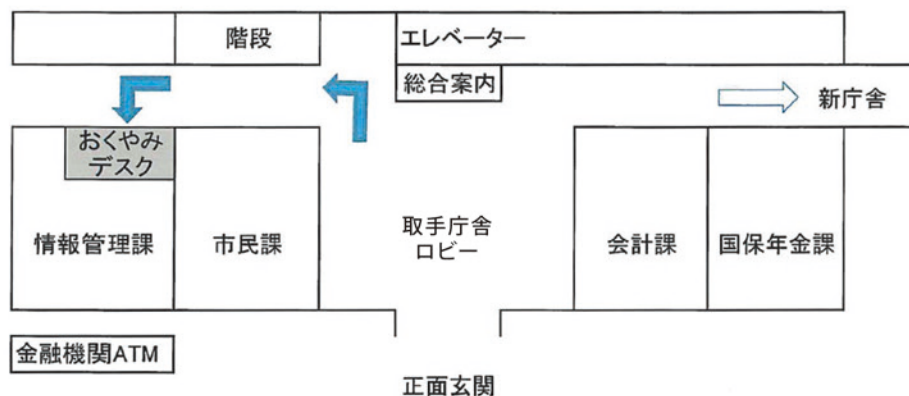 階段
エレベーター
総合案内
新庁舎
おくやみ
デスク
情報管理課
市民課
取手庁舎
ロビー
会計課
国保年金課
金融機関ATM
正面玄関